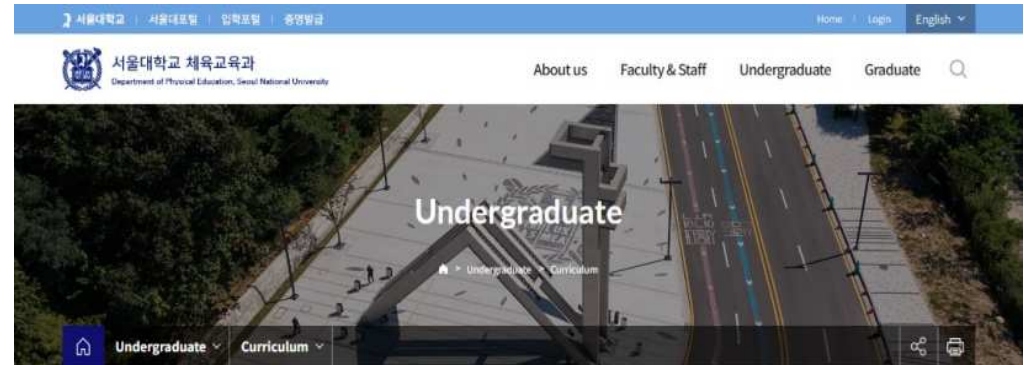 서울대학교 서울대포털 입학포털 증명발급 Home Login English
서울대학교 체육교육과
Department of Physical Education, Seoul National University
About us Faculty & Staff Undergraduate Graduate
Undergraduate
> Undergraduate > Curriculum
Undergraduate Curriculum